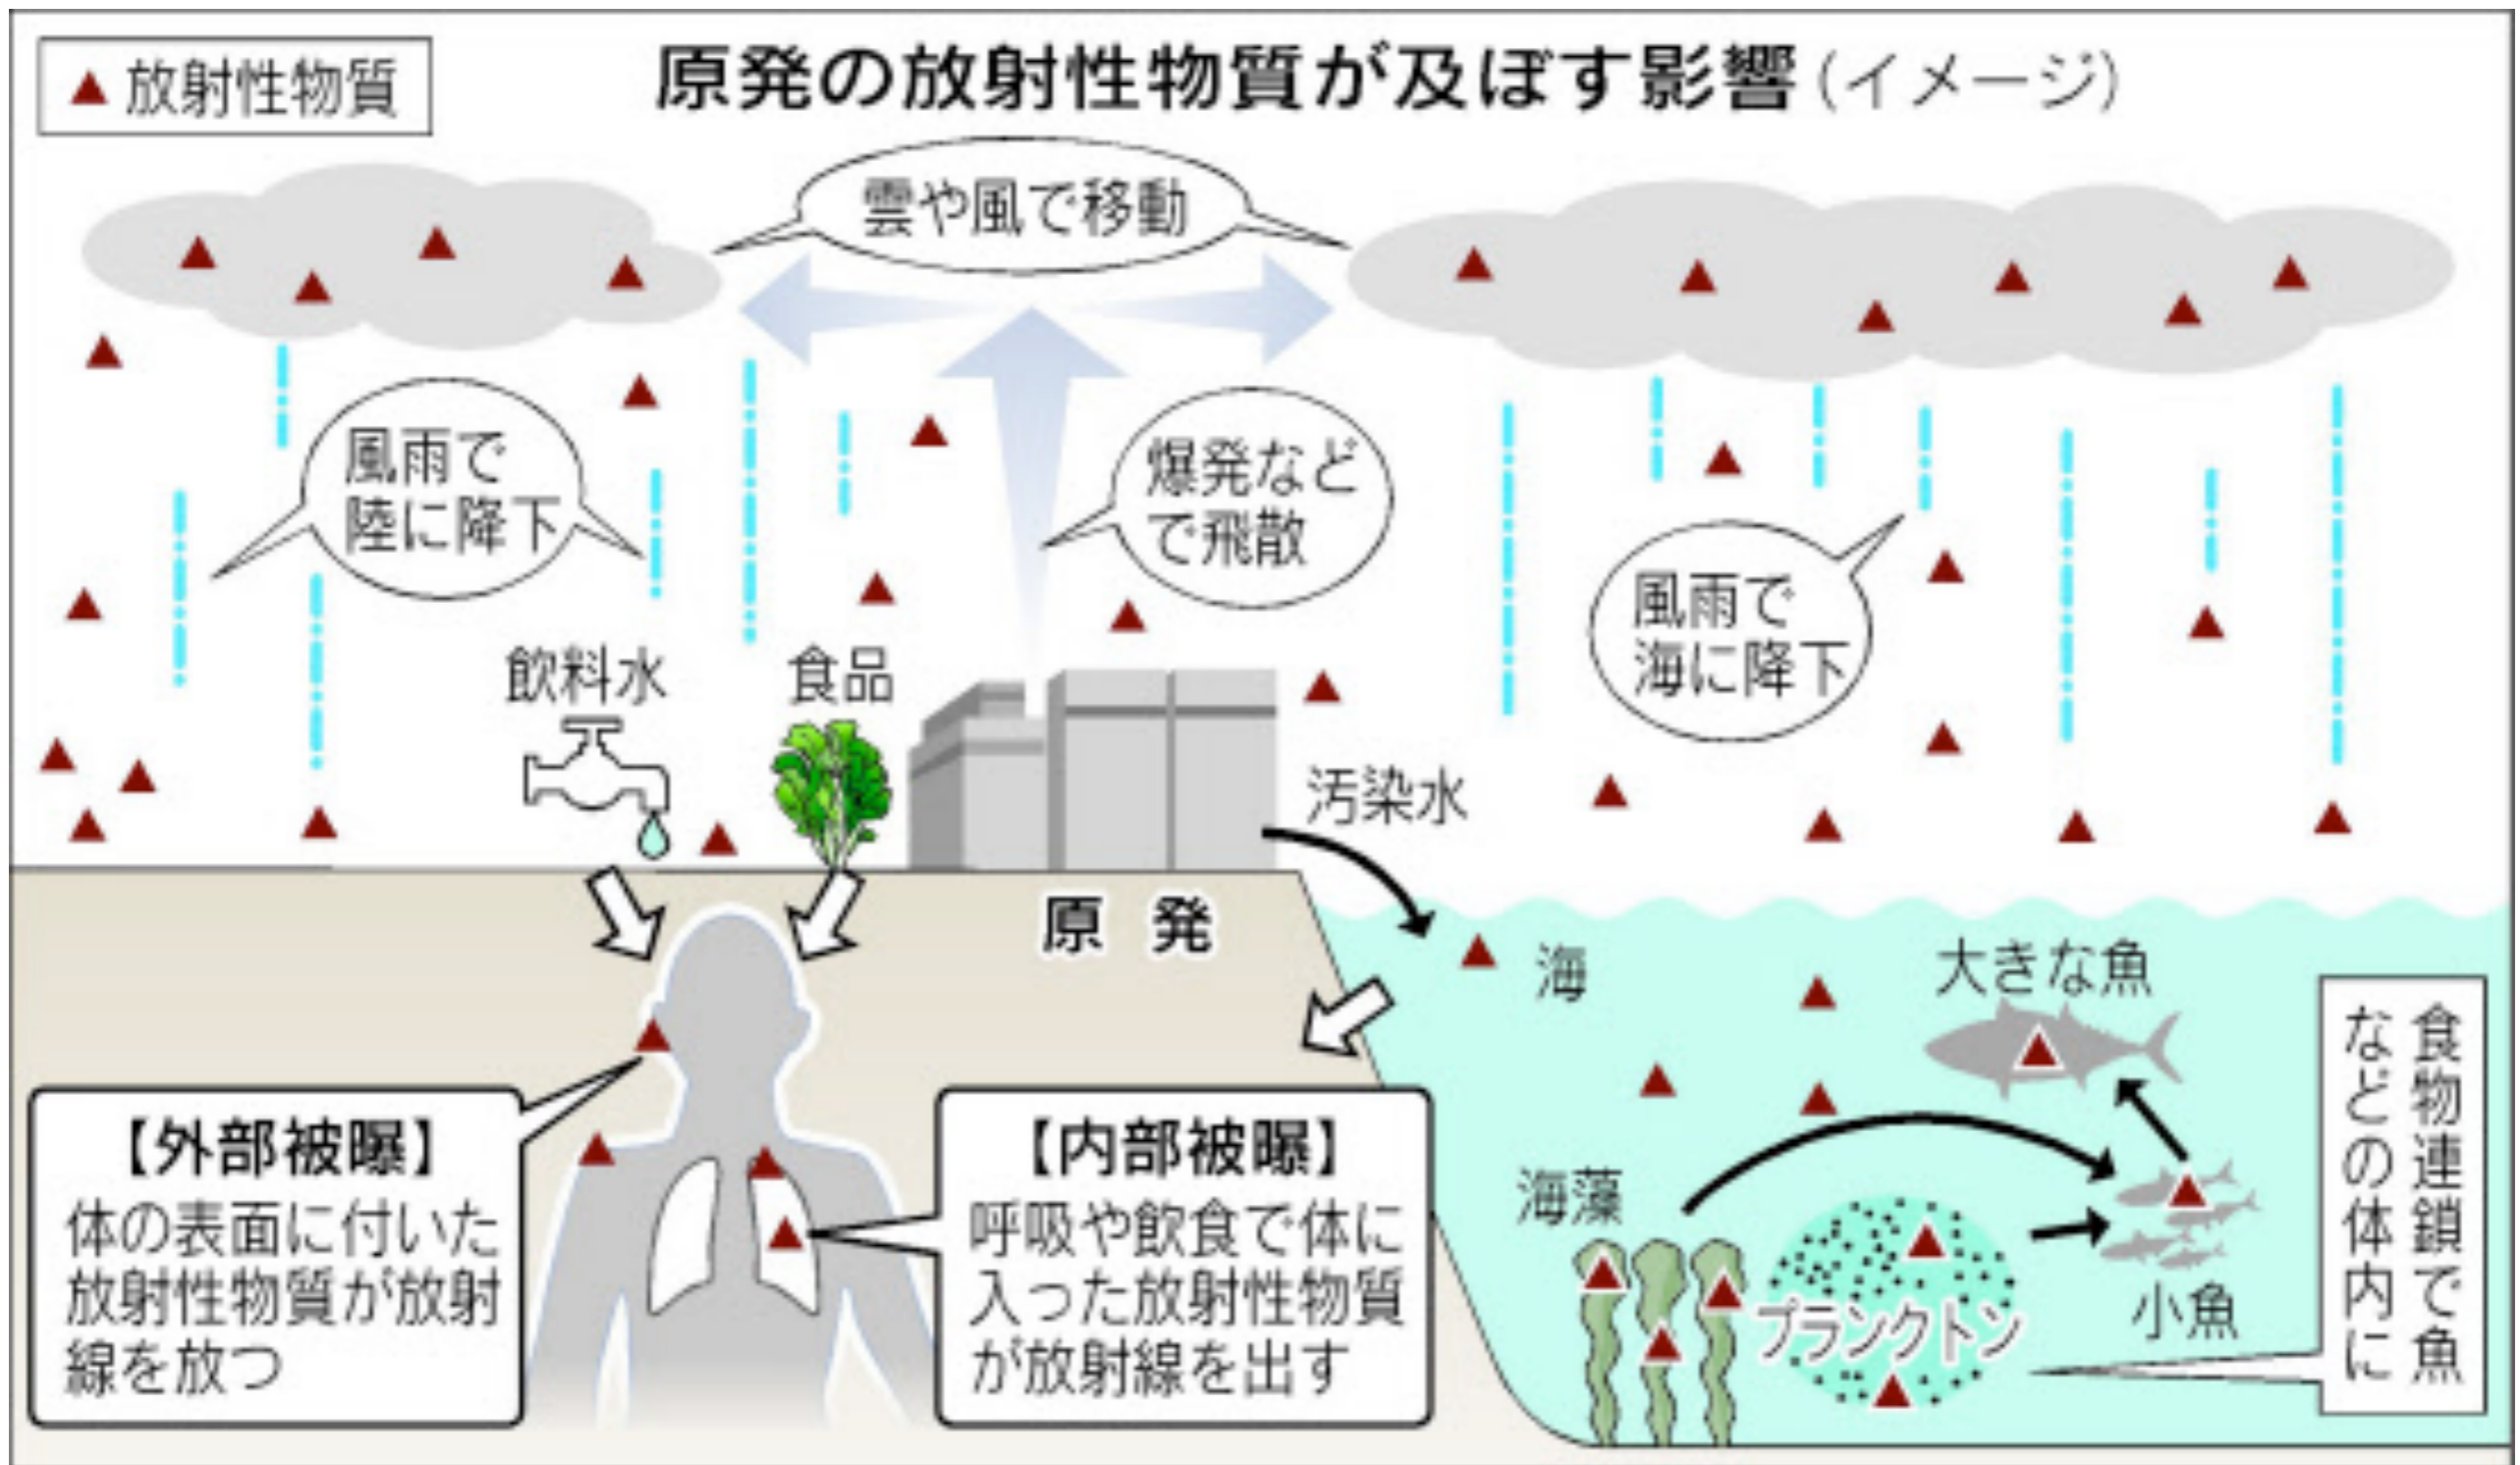 放射性物質
原発の放射性物質が及ぼす影響(イメージ)
雲や風で移動
風雨で
陸に降下
爆発など
で飛散
風雨で
海に降下
飲料水
食品
汚染水
原発
海
大きな魚
食物連鎖で魚
などの体内に
【外部被曝】
体の表面に付いた
放射性物質が放射
線を放つ
【内部被曝】
呼吸や飲食で体に
入った放射性物質
が放射線を出す
海藻
プランクトン
小魚